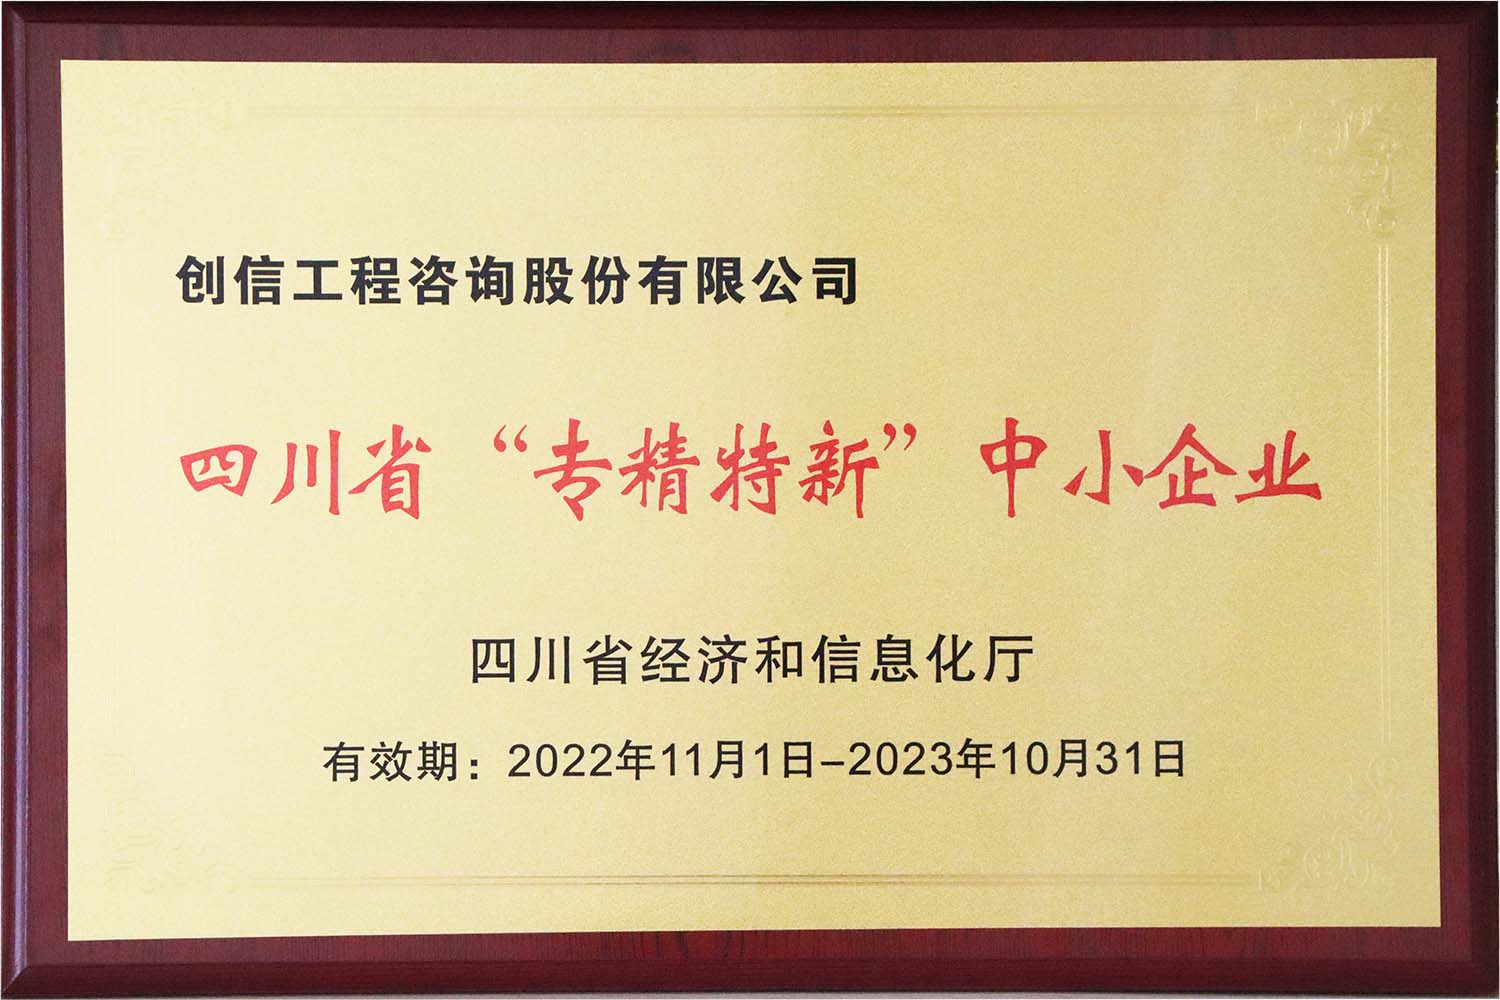 创信工程咨询股份有限公司
四川省“专精特新”中小企业
四川省经济和信息化厅
有效期：2022年11月1日–2023年10月31日